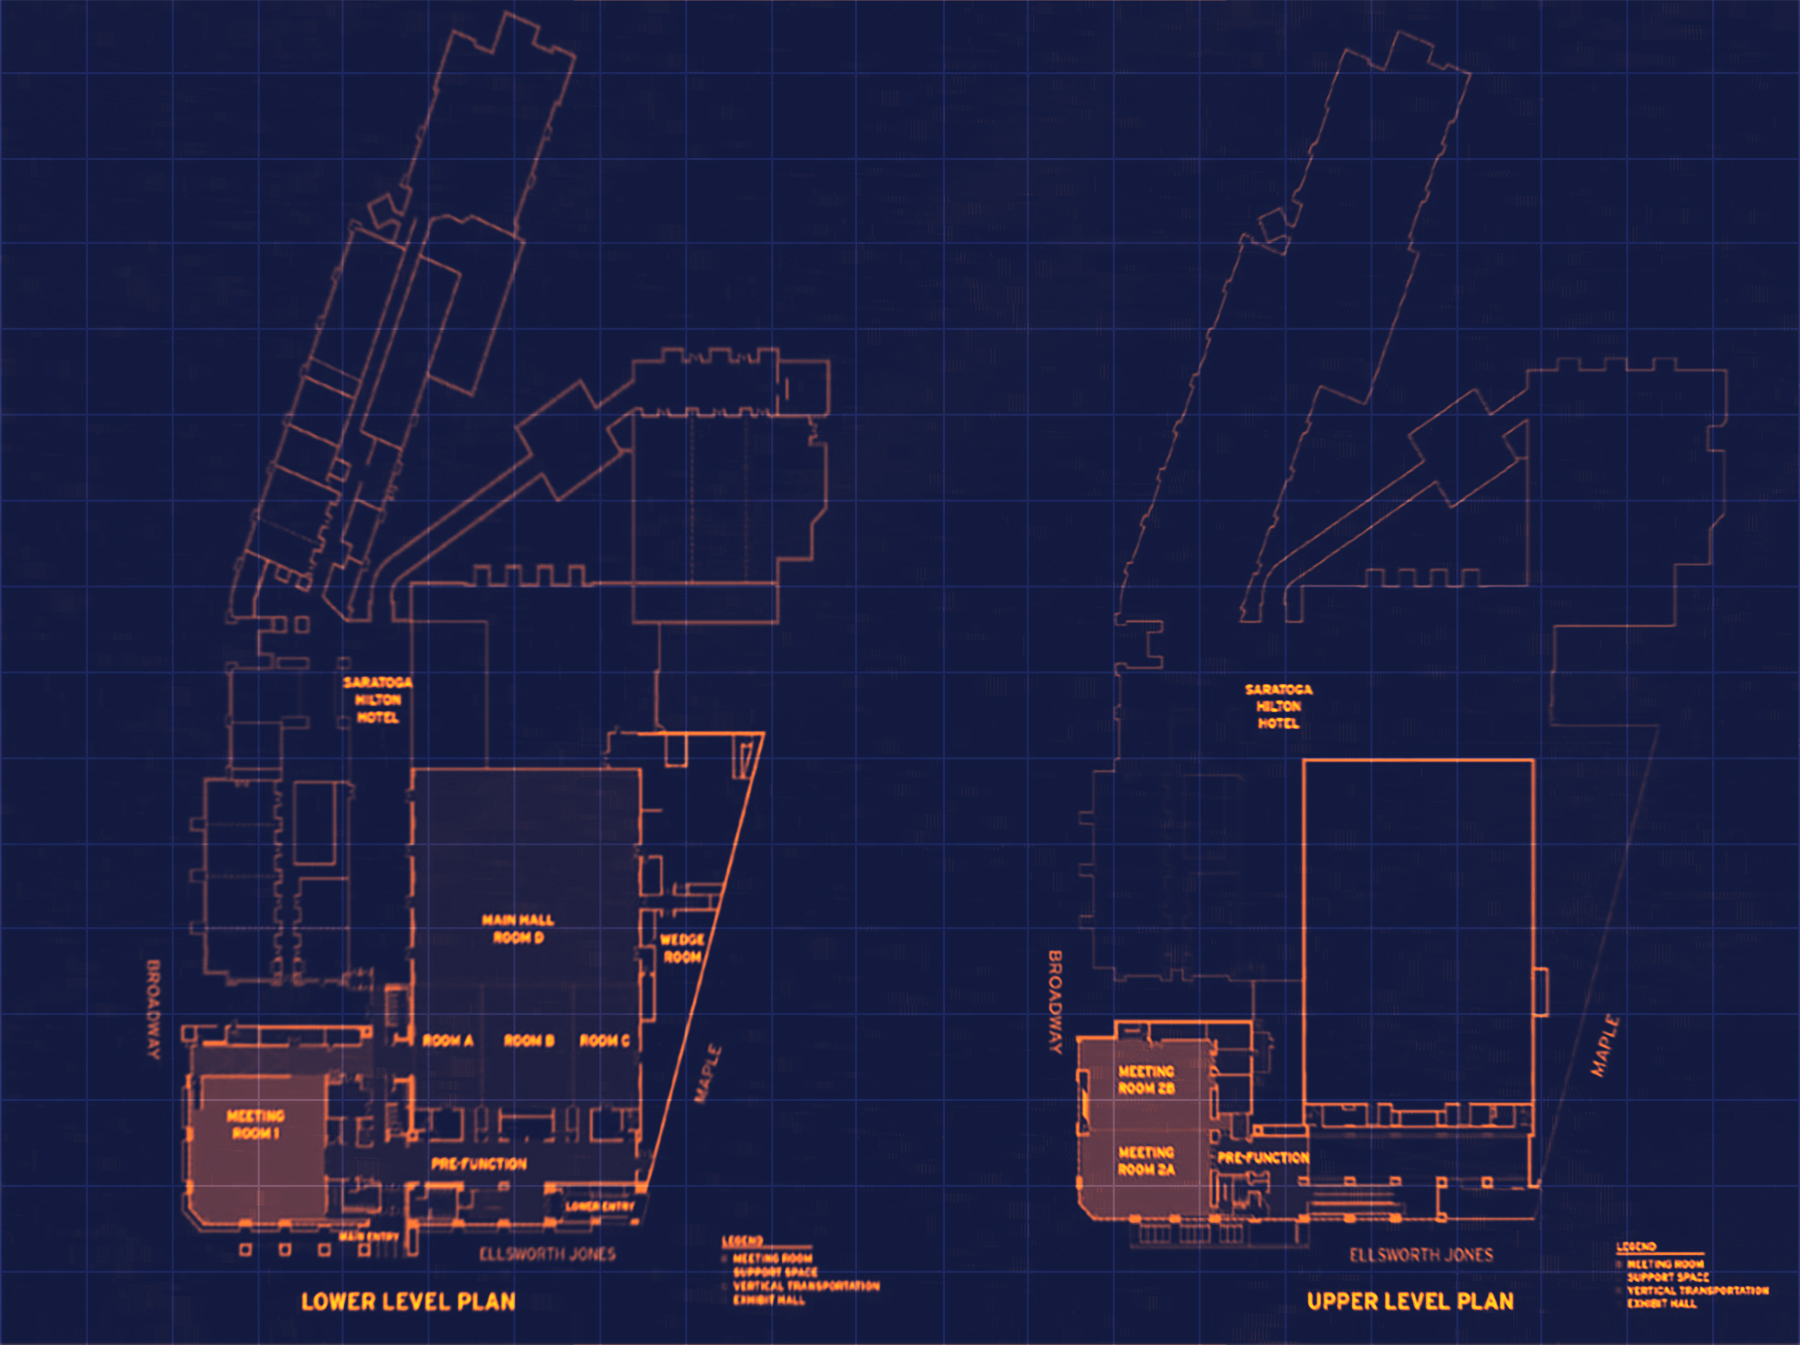 SARATOGA
HILTON
HOTEL
MAIN HALL
ROOM D
WEDGE
ROOM
BROADWAY
ROOM A
ROOM B
ROOM C
MAPLE
MEETING
ROOM 1
PRE-FUNCTION
LOWER ENTRY
MAIN ENTRY
ELLSWORTH JONES
LEGEND
MEETING ROOM
SUPPORT SPACE
VERTICAL TRANSPORTATION
EXHIBIT HALL
LOWER LEVEL PLAN
SARATOGA
HILTON
HOTEL
BROADWAY
MAPLE
MEETING
ROOM 2B
MEETING
ROOM 2A
PRE-FUNCTION
ELLSWORTH JONES
LEGEND
MEETING ROOM
SUPPORT SPACE
VERTICAL TRANSPORTATION
EXHIBIT HALL
UPPER LEVEL PLAN